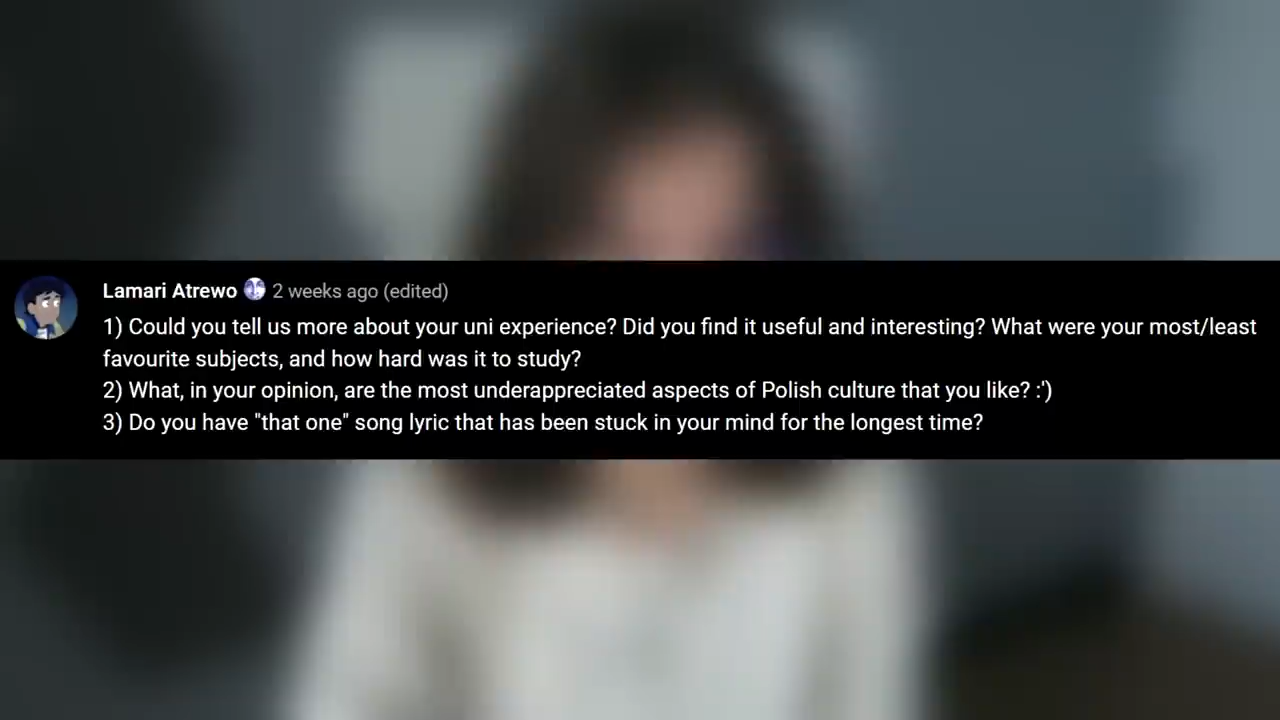 Lamari Atrewo 2 weeks ago (edited)
1) Could you tell us more about your uni experience? Did you find it useful and interesting? What were your most/least
favourite subjects, and how hard was it to study?
2) What, in your opinion, are the most underappreciated aspects of Polish culture that you like? :')
3) Do you have "that one" song lyric that has been stuck in your mind for the longest time?